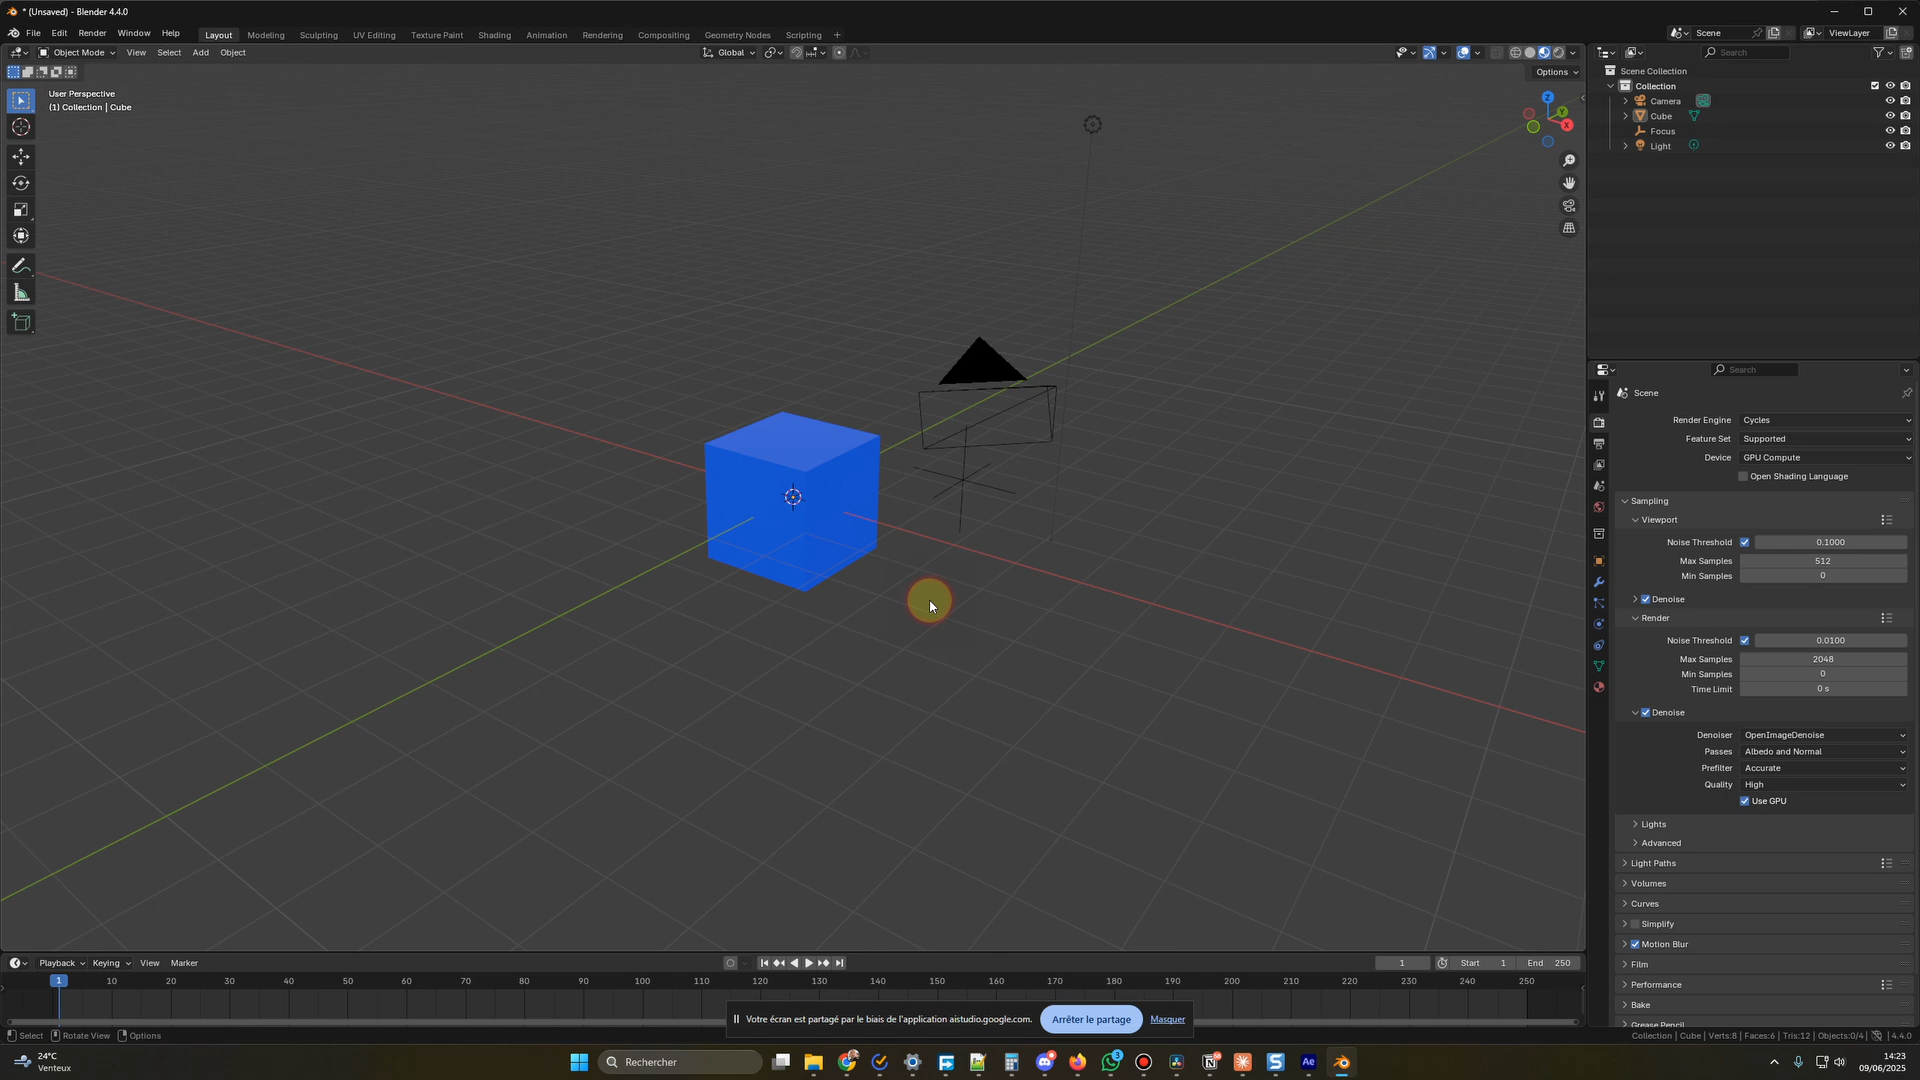 * (Unsaved) - Blender 4.4.0
File Edit Render Window Help
Layout Modeling Sculpting UV Editing Texture Paint Shading Animation Rendering Compositing Geometry Nodes Scripting +
Scene
ViewLayer
Object Mode View Select Add Object
Global
Search
Options
User Perspective
(1) Collection | Cube
Z
Y
X
Scene Collection
Collection
Camera
Cube
Focus
Light
Search
Scene
Render Engine Cycles
Feature Set Supported
Device GPU Compute
Open Shading Language
Sampling
Viewport
Noise Threshold 0.1000
Max Samples 512
Min Samples 0
Denoise
Render
Noise Threshold 0.0100
Max Samples 2048
Min Samples 0
Time Limit 0 s
Denoise
Denoiser OpenImageDenoise
Passes Albedo and Normal
Prefilter Accurate
Quality High
Use GPU
Lights
Advanced
Light Paths
Volumes
Curves
Simplify
Motion Blur
Film
Performance
Bake
Grease Pencil
Playback Keying View Marker
1 Start 1 End 250
1 10 20 30 40 50 60 70 80 90 100 110 120 130 140 150 160 170 180 190 200 210 220 230 240 250
Votre écran est partagé par le biais de l'application aistudio.google.com. Arrêter le partage Masquer
Select Rotate View Options
Collection | Cube | Verts:8 | Faces:6 | Tris:12 | Objects:0/4 | 4.4.0
24°C
Venteux
Rechercher
Ae
14:23
09/06/2025